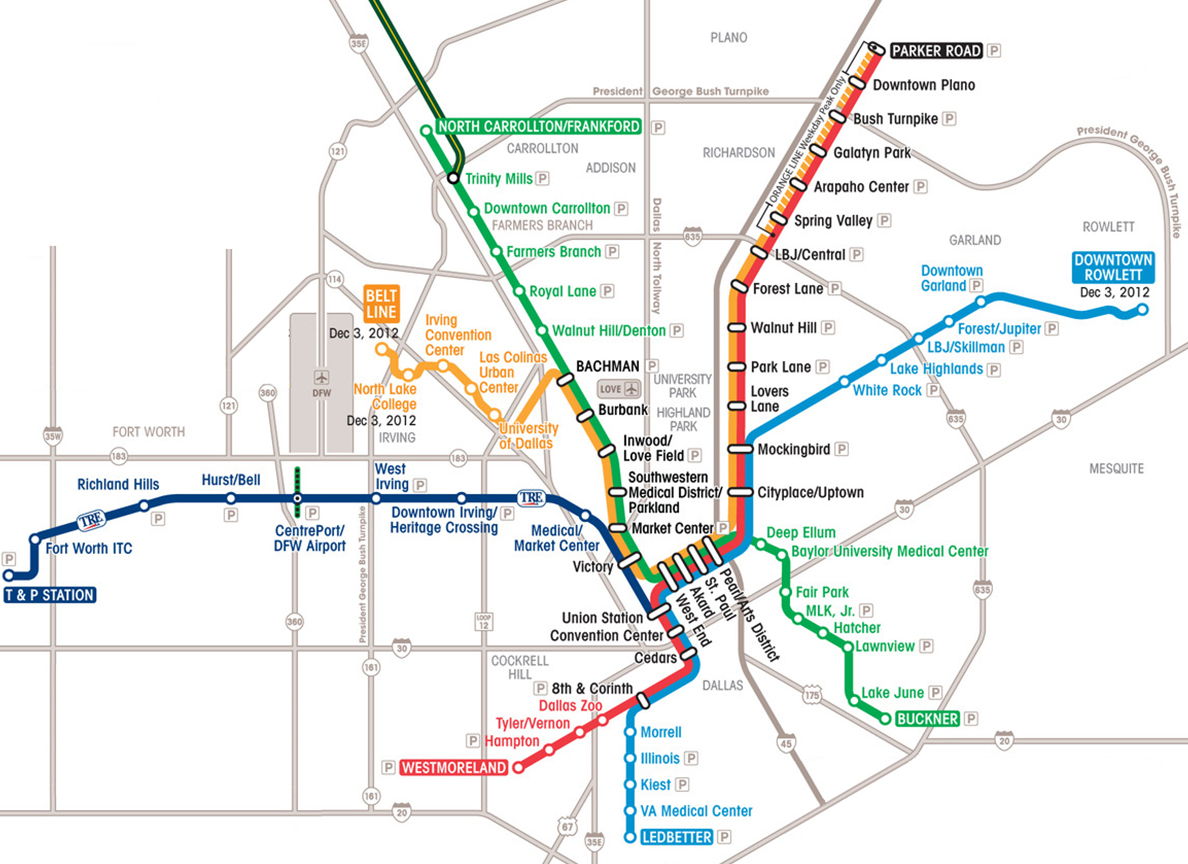 PLANO
35E
PARKER ROAD P
Downtown Plano
President George Bush Turnpike
ORANGE LINE Weekday Peak Only
Bush Turnpike P
NORTH CARROLLTON/FRANKFORD P
CARROLLTON
President George Bush Turnpike
121
RICHARDSON
Galatyn Park
ADDISON
Trinity Mills P
Arapaho Center P
Downtown Carrollton P
FARMERS BRANCH
Dallas North Tollway
Spring Valley P
635
ROWLETT
GARLAND
Farmers Branch P
LBJ/Central P
DOWNTOWN
ROWLETT
Dec 3, 2012
Downtown
Garland P
114
Royal Lane P
Forest Lane P
BELT
LINE
Dec 3, 2012
Irving
Convention
Center
Walnut Hill/Denton P
Walnut Hill P
Forest/Jupiter P
LBJ/Skillman P
Las Colinas
Urban
Center
BACHMAN P
Park Lane P
Lake Highlands P
DFW
LOVE
UNIVERSITY
PARK
White Rock P
North Lake
College
Dec 3, 2012
360
121
Lovers
Lane
Burbank
HIGHLAND
PARK
635
30
35W
FORT WORTH
IRVING
University
of Dallas
Inwood/
Love Field P
Mockingbird P
183
183
MESQUITE
Richland Hills
P
Hurst/Bell
P
West
Irving P
Southwestern
Medical District/
Parkland
Cityplace/Uptown
TRE
TRE
P
CentrePort/
DFW Airport
Downtown Irving/
Heritage Crossing
P
Medical/
Market Center
Market Center P
30
Deep Ellum
Baylor University Medical Center
Fort Worth ITC
P
T & P STATION
President George Bush Turnpike
Victory
West End
Akard
St. Paul
Pearl/Arts District
Fair Park
635
MLK, Jr. P
Hatcher
360
LOOP
12
Union Station
Convention Center
Lawnview P
30
161
Cedars
COCKRELL
HILL
DALLAS
P 8th & Corinth
175
Lake June P
BUCKNER P
Dallas Zoo
Tyler/Vernon
P Hampton
Morrell
45
20
P WESTMORELAND
Illinois P
Kiest P
161
20
VA Medical Center
67
35E
LEDBETTER P